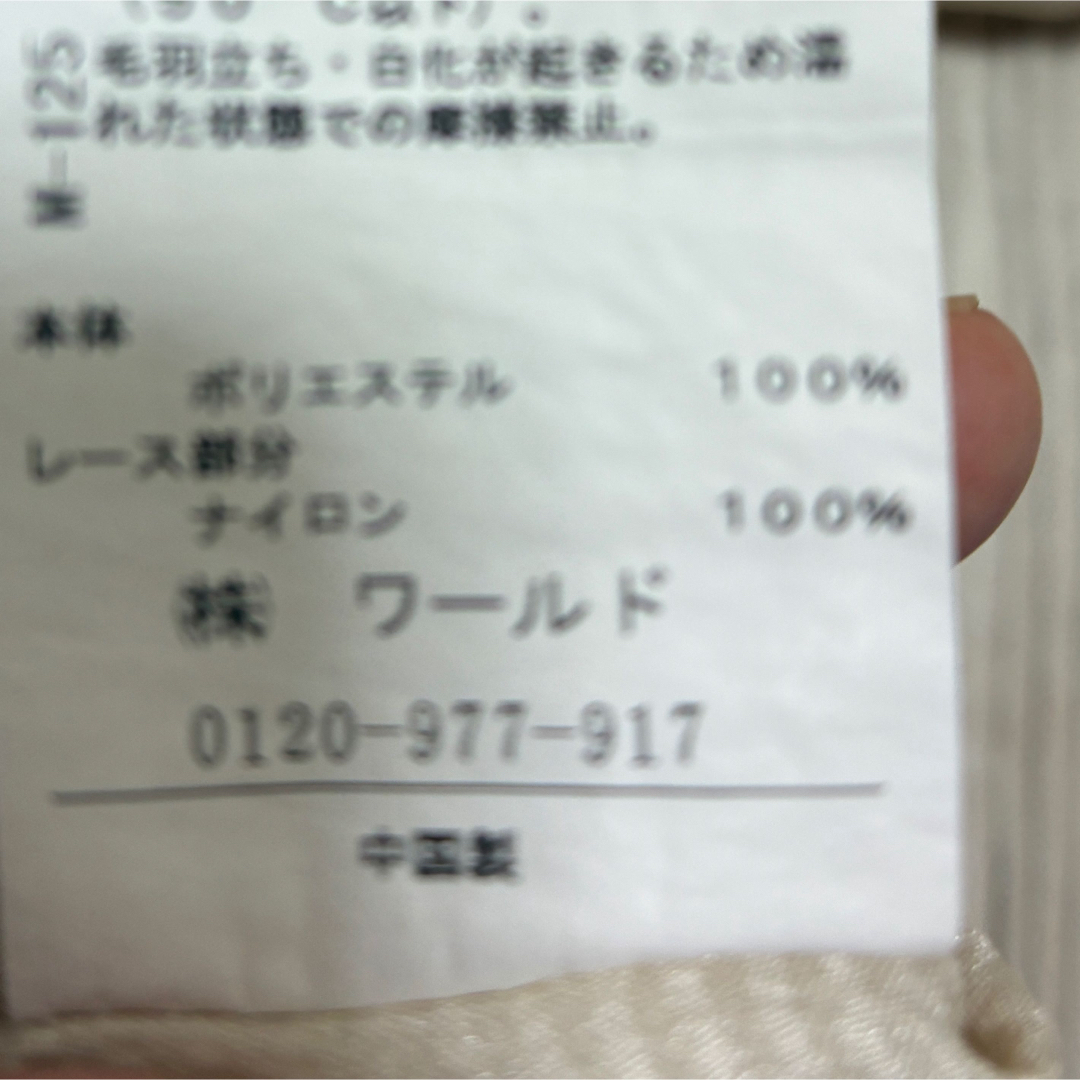 毛羽立ち・白化が起きるため濡
れた状態での摩擦禁止。
M-125
本体
ポリエステル 100%
レース部分
ナイロン 100%
㈱ ワールド
0120-977-917
中国製